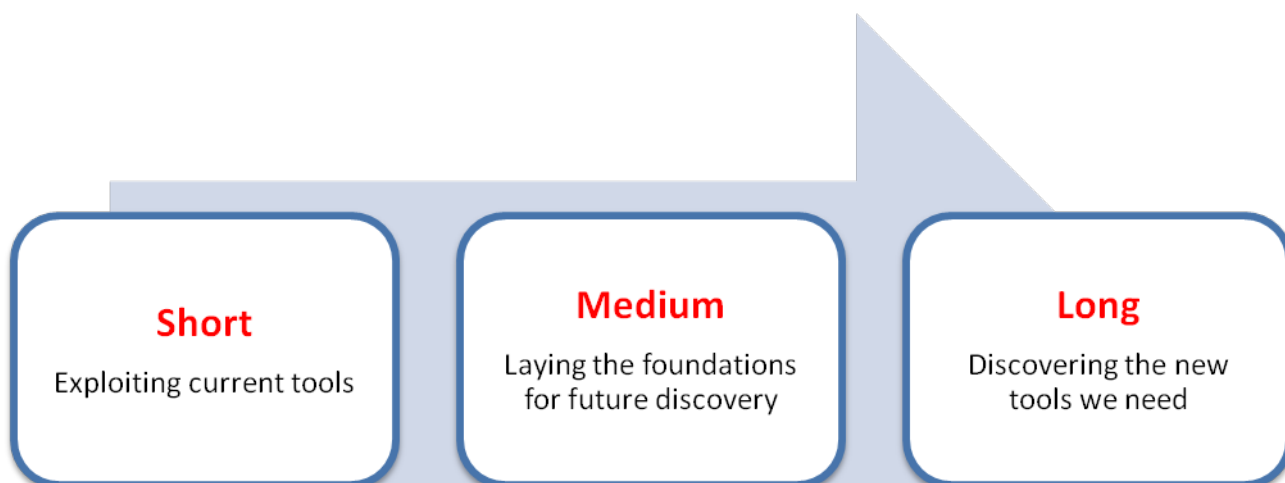 Short
Exploiting current tools
Medium
Laying the foundations
for future discovery
Long
Discovering the new
tools we need